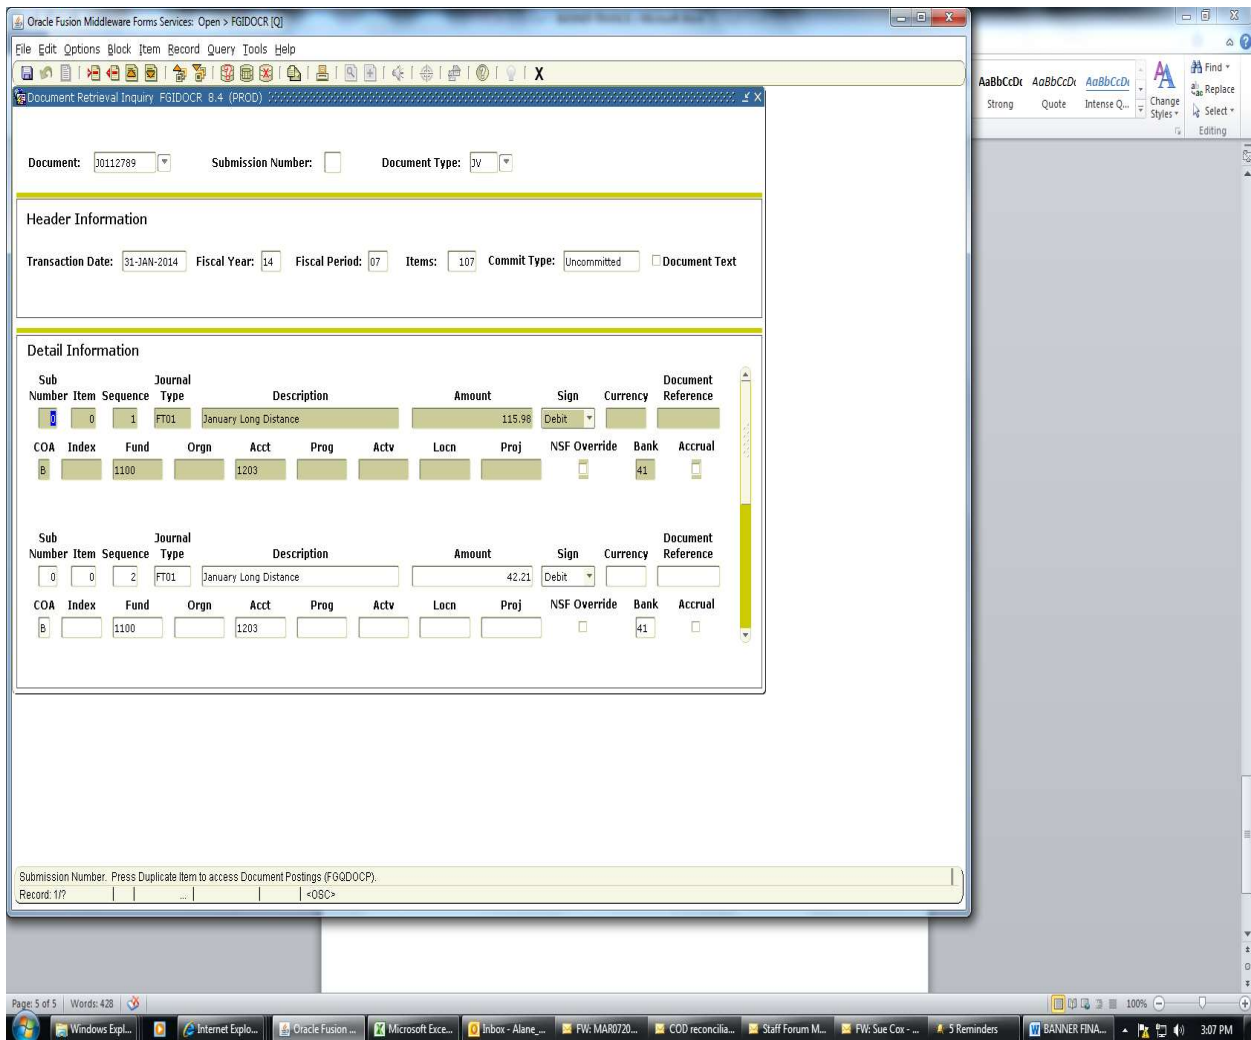 Oracle Fusion Middleware Forms Services: Open > FGIDOCR [Q]
File Edit Options Block Item Record Query Tools Help
X
Document Retrieval Inquiry FGIDOCR 8.4 (PROD)
Document: J0112789 Submission Number: Document Type: JV
Header Information
Transaction Date: 31-JAN-2014 Fiscal Year: 14 Fiscal Period: 07 Items: 107 Commit Type: Uncommitted Document Text
Detail Information
Sub Journal Document
Number Item Sequence Type Description Amount Sign Currency Reference
0 0 1 FT01 January Long Distance 115.98 Debit
COA Index Fund Orgn Acct Prog Actv Locn Proj NSF Override Bank Accrual
B 1100 1203 41
Sub Journal Document
Number Item Sequence Type Description Amount Sign Currency Reference
0 0 2 FT01 January Long Distance 42.21 Debit
COA Index Fund Orgn Acct Prog Actv Locn Proj NSF Override Bank Accrual
B 1100 1203 41
Submission Number. Press Duplicate Item to access Document Postings (FGQDOCP).
Record: 1/? ... <OSC>
AaBbCcDc AaBbCcDt AaBbCcDt
Strong Quote Intense Q...
Change Styles
Find
Replace
Select
Editing
Page: 5 of 5 Words: 428 100%
Windows Expl... Internet Explo... Oracle Fusion ... Microsoft Exce... Inbox - Alane_... FW: MAR0720... COD reconcilia... Staff Forum M... FW: Sue Cox - ... 5 Reminders BANNER FINA... 3:07 PM